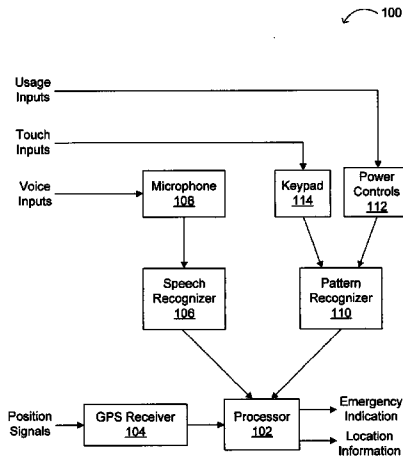 100
Usage
Inputs
Touch
Inputs
Voice
Inputs
Microphone
108
Keypad
114
Power
Controls
112
Speech
Recognizer
106
Pattern
Recognizer
110
Position
Signals
GPS Receiver
104
Processor
102
Emergency
Indication
Location
Information